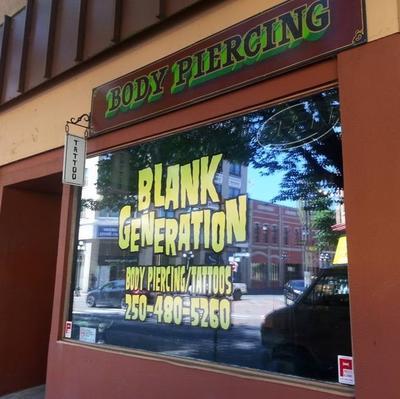 BODY PIERCING
TATTOO
BLANK
GENERATION
BODY PIERCING/TATTOOS
250-480-5260
P
P